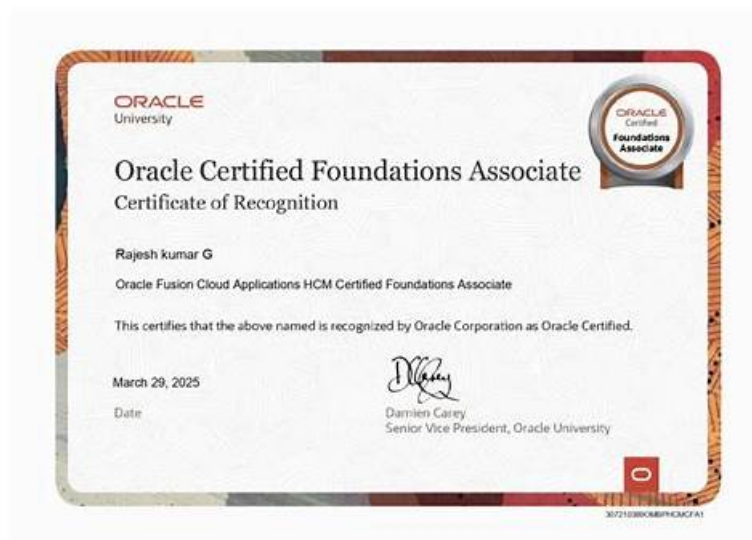 ORACLE
University
ORACLE
Certified
Foundations
Associate
Oracle Certified Foundations Associate
Certificate of Recognition
Rajesh kumar G
Oracle Fusion Cloud Applications HCM Certified Foundations Associate
This certifies that the above named is recognized by Oracle Corporation as Oracle Certified.
March 29, 2025
Date
Damien Carey
Senior Vice President, Oracle University